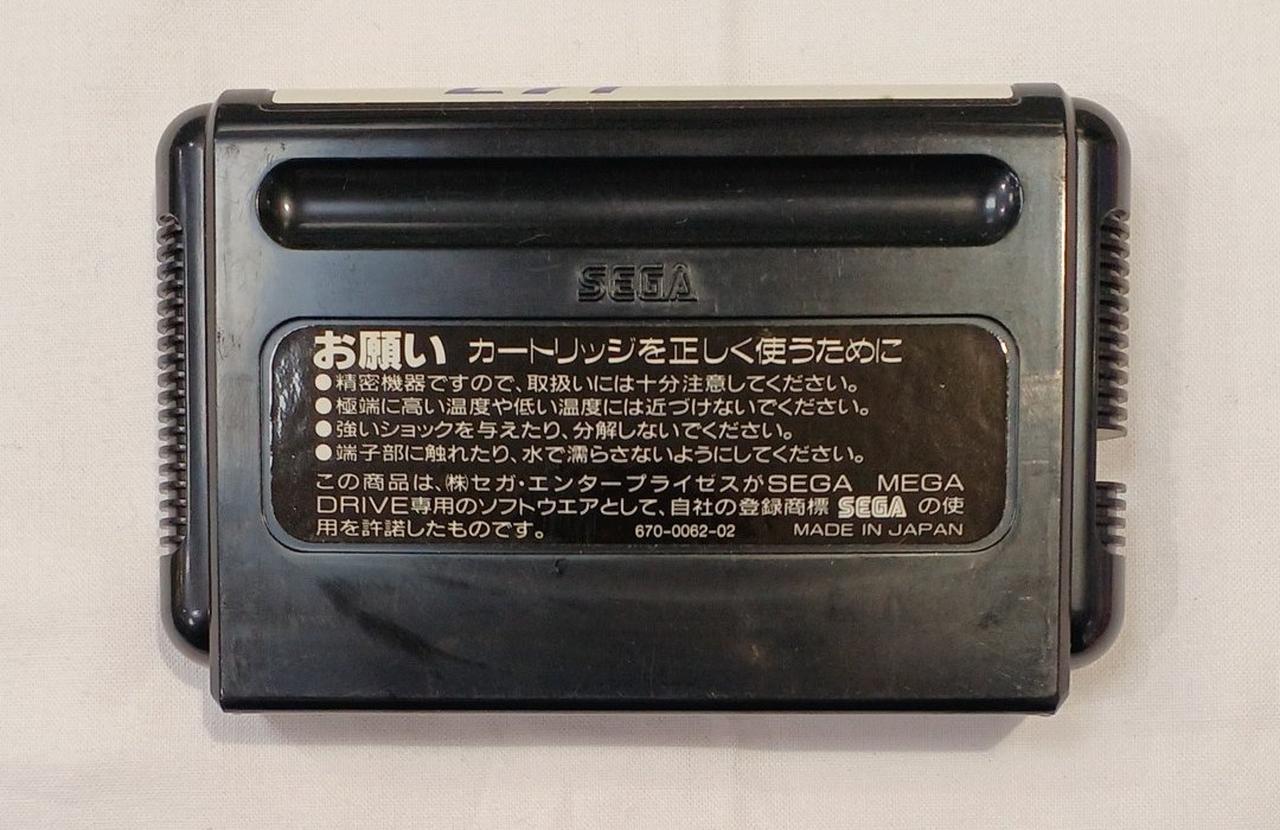 SEGA
お願い カートリッジを正しく使うために
●精密機器ですので、取扱いには十分注意してください。
●極端に高い温度や低い温度には近づけないでください。
●強いショックを与えたり、分解しないでください。
●端子部に触れたり、水で濡らさないようにしてください。
この商品は、㈱セガ・エンタープライゼスがSEGA MEGA
DRIVE専用のソフトウエアとして、自社の登録商標 SEGA の使
用を許諾したものです。 670-0062-02 MADE IN JAPAN